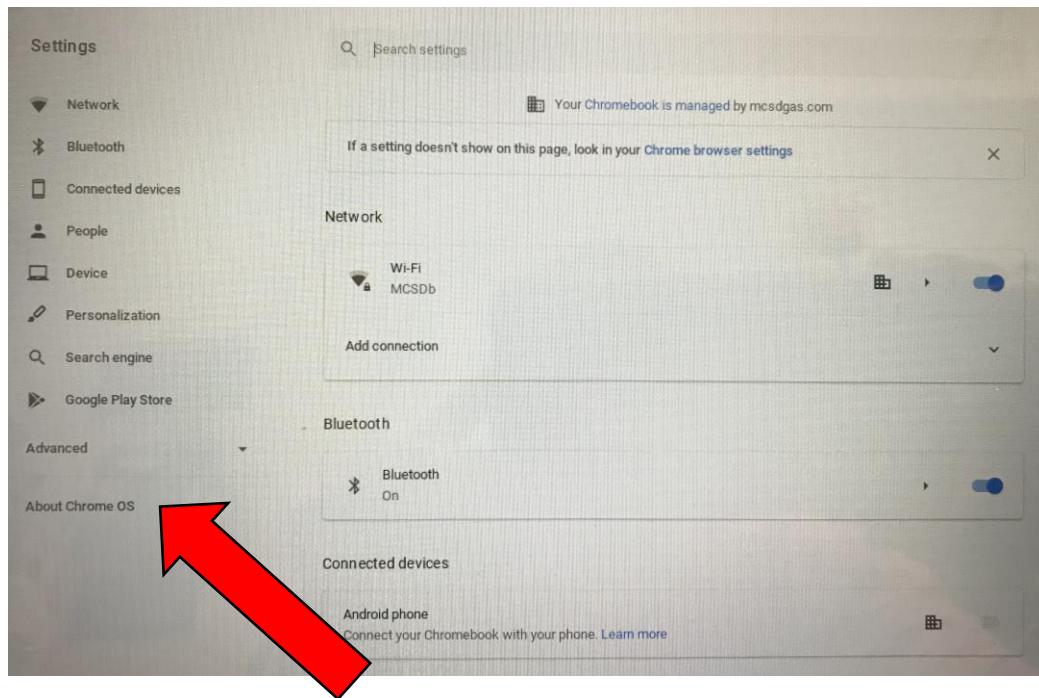 Settings
Search settings
Network
Bluetooth
Connected devices
People
Device
Personalization
Search engine
Google Play Store
Advanced
About Chrome OS
Your Chromebook is managed by mcsdgas.com
If a setting doesn't show on this page, look in your Chrome browser settings
Network
Wi-Fi
MCSDb
Add connection
Bluetooth
Bluetooth
On
Connected devices
Android phone
Connect your Chromebook with your phone. Learn more